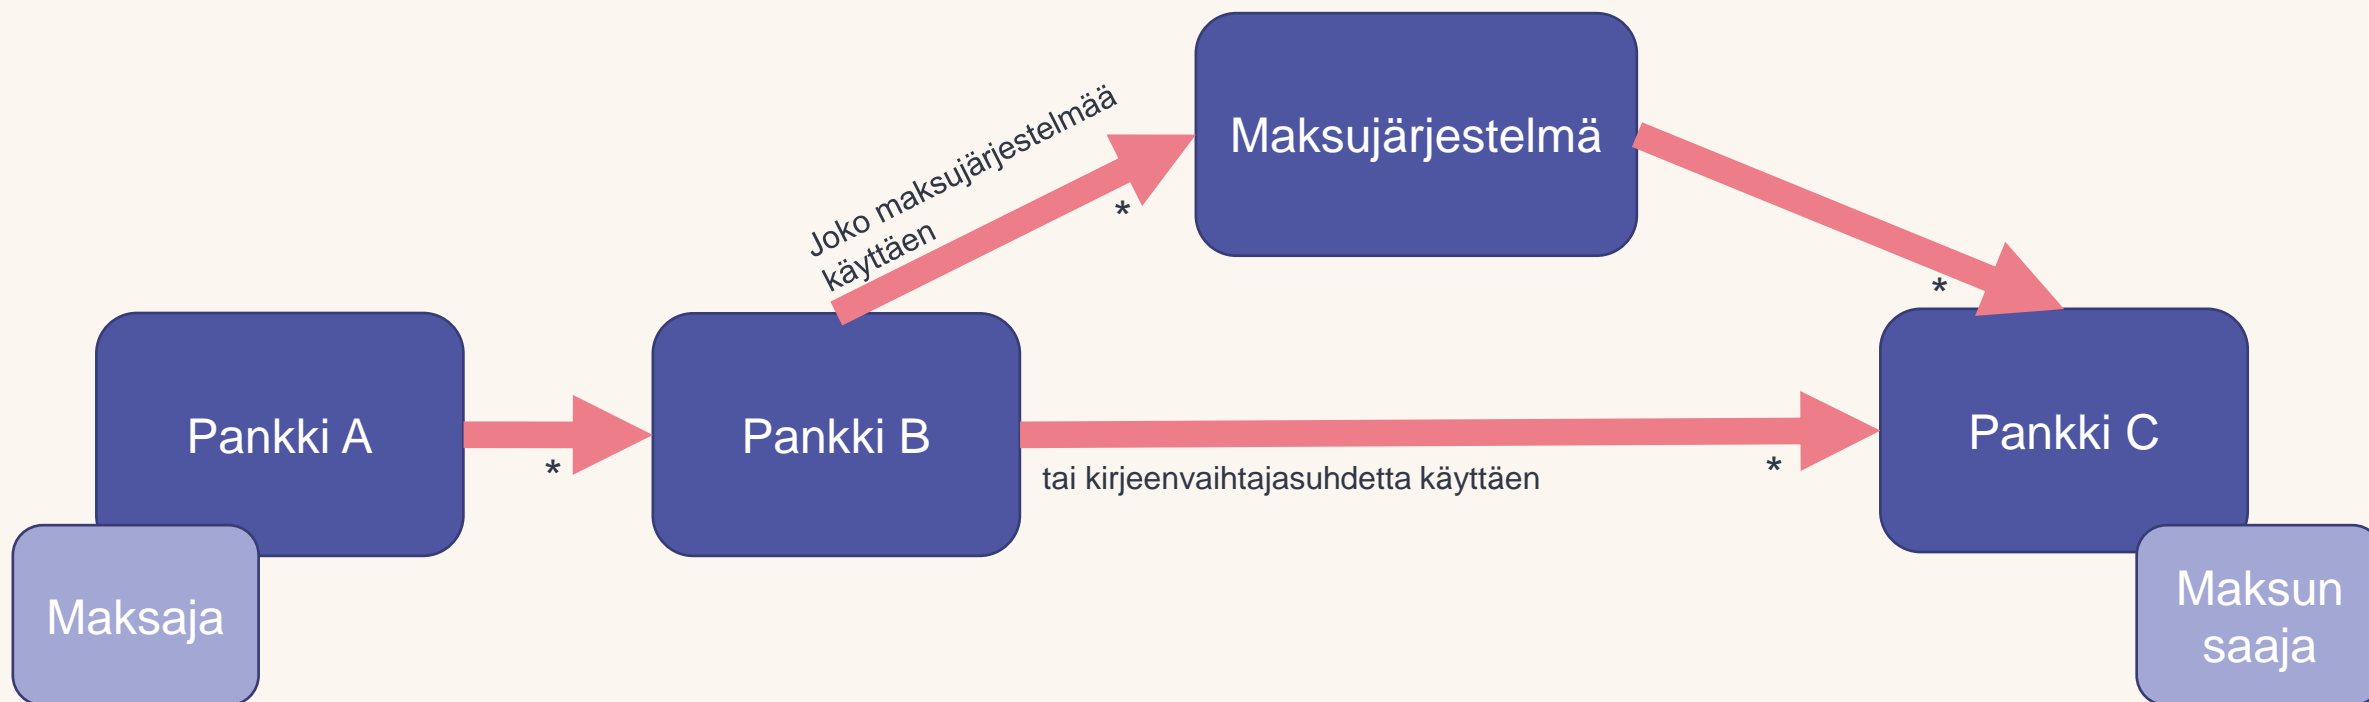 Maksujärjestelmä
Joko maksujärjestelmää
käyttäen
*
*
Pankki A
*
Pankki B
tai kirjeenvaihtajasuhdetta käyttäen
*
Pankki C
Maksaja
Maksun
saaja